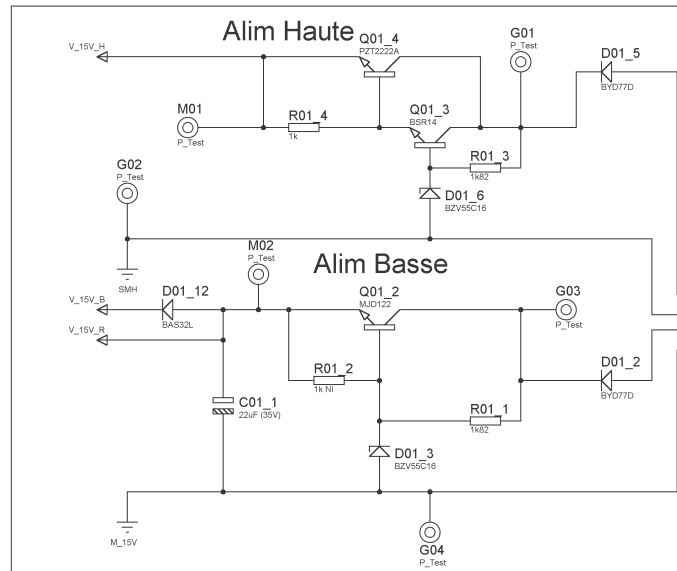 Alim Haute
V_15V_H
Q01_4
PZT2222A
G01
P_Test
D01_5
BYD77D
M01
P_Test
R01_4
1k
Q01_3
BSR14
R01_3
1k82
G02
P_Test
D01_6
BZV55C16
SMH
M02
P_Test
Alim Basse
V_15V_B
D01_12
BAS32L
Q01_2
MJD122
G03
P_Test
V_15V_R
R01_2
1k NI
D01_2
BYD77D
C01_1
22uF (35V)
R01_1
1k82
D01_3
BZV55C16
M_15V
G04
P_Test